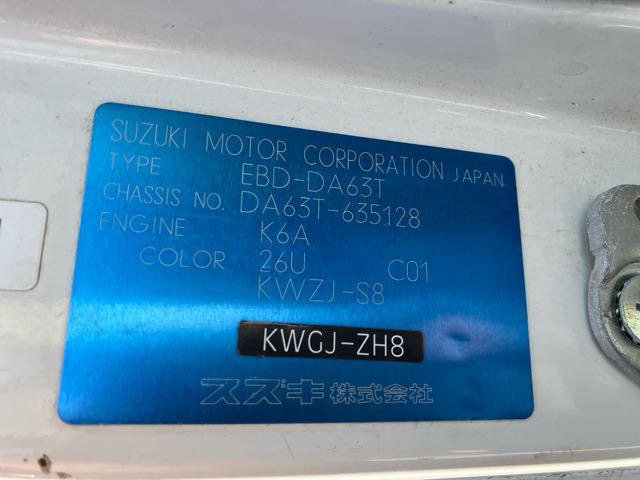 SUZUKI MOTOR CORPORATION JAPAN
TYPE EBD-DA63T
CHASSIS NO. DA63T-635128
ENGINE K6A
COLOR 26U C01
KWZJ-S8
KWGJ-ZH8
スズキ株式会社